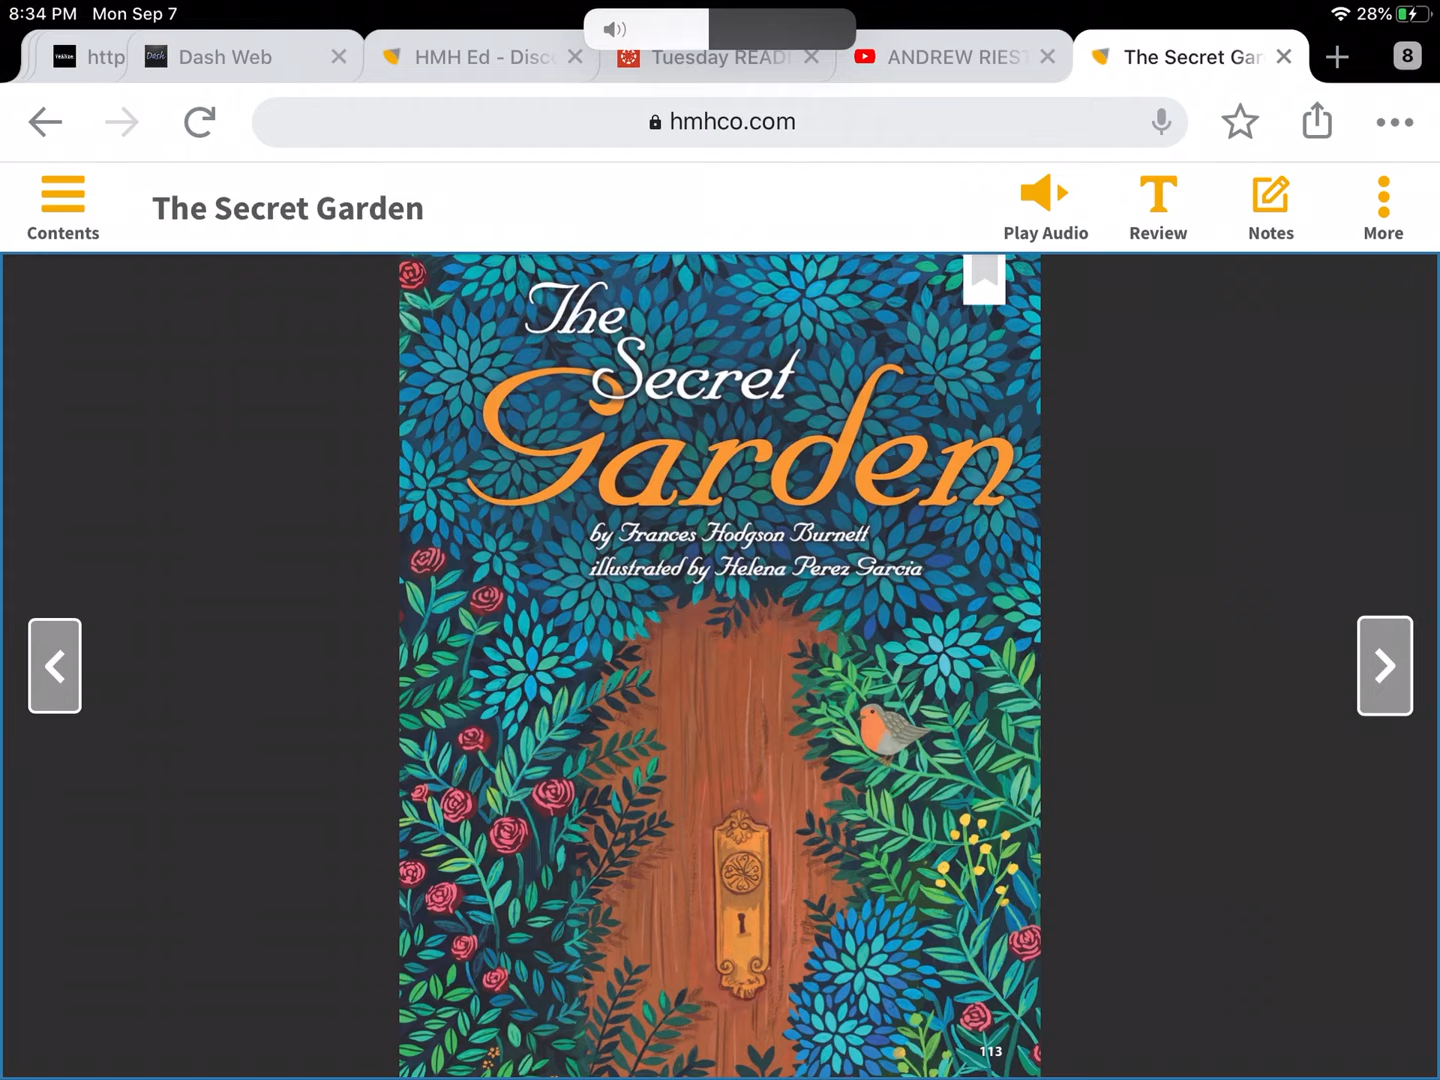 8:34 PM Mon Sep 7
28%
http
Dash
Dash Web
HMH Ed - Disc
Tuesday READ
ANDREW RIEST
The Secret Gar
8
hmhco.com
Contents
The Secret Garden
Play Audio
Review
Notes
More
The
Secret
Garden
by Frances Hodgson Burnett
illustrated by Helena Perez Garcia
113